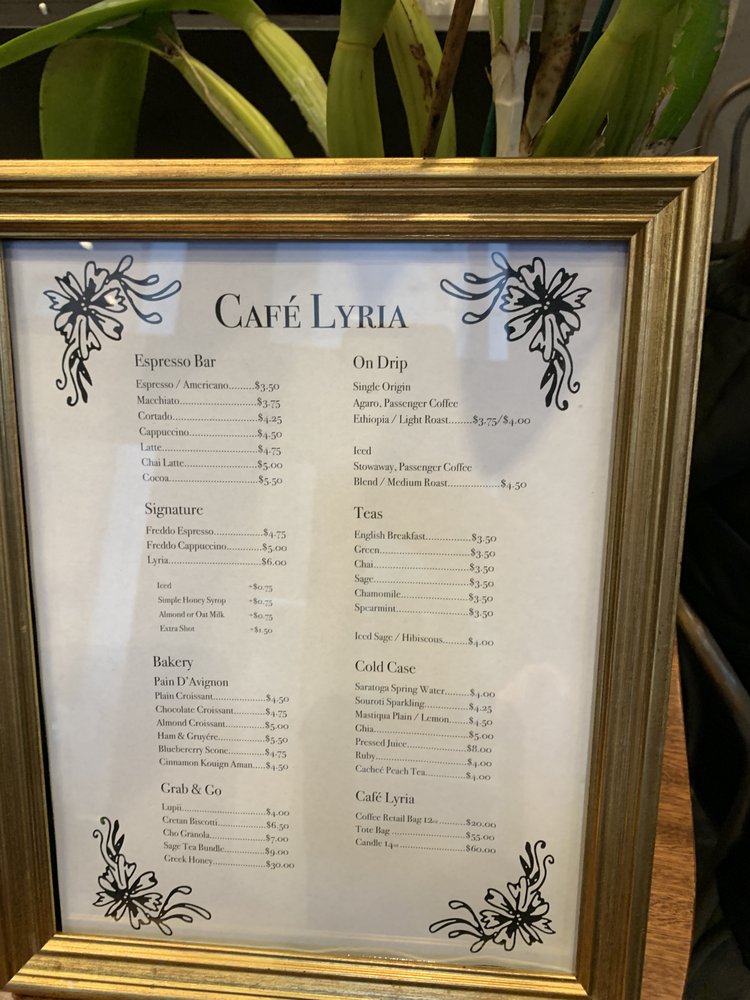 CAFÉ LYRIA
Espresso Bar
Espresso / Americano.........$3.50
Macchiato...........................$3.75
Cortado..............................$4.25
Cappuccino........................$4.50
Latte...................................$4.75
Chai Latte..........................$5.00
Cocoa.................................$5.50
Signature
Freddo Espresso....................$4.75
Freddo Cappuccino.............$5.00
Lyria....................................$6.00
Iced +$0.75
Simple Honey Syrup +$0.75
Almond or Oat Milk +$0.75
Extra Shot +$1.50
Bakery
Pain D'Avignon
Plain Croissant......................$4.50
Chocolate Croissant..............$4.75
Almond Croissant.................$5.00
Ham & Gruyére....................$5.50
Bluebererry Scone................$4.75
Cinnamon Kouign Aman.....$4.50
Grab & Go
Lupii..............................$4.00
Cretan Biscotti.................$6.50
Cho Granola....................$7.00
Sage Tea Bundle...............$9.00
Greek Honey....................$30.00
On Drip
Single Origin
Agaro, Passenger Coffee
Ethiopia / Light Roast........$3.75/$4.00
Iced
Stowaway, Passenger Coffee
Blend / Medium Roast..................$4.50
Teas
English Breakfast...............$3.50
Green...................................$3.50
Chai.....................................$3.50
Sage.....................................$3.50
Chamomile..........................$3.50
Spearmint............................$3.50
Iced Sage / Hibiscous.........$4.00
Cold Case
Saratoga Spring Water.........$4.00
Souroti Sparkling..................$4.25
Mastiqua Plain / Lemon.......$4.50
Chia.....................................$5.00
Pressed Juice........................$8.00
Ruby....................................$4.00
Cacheé Peach Tea.................$4.00
Café Lyria
Coffee Retail Bag 12oz..........$20.00
Tote Bag ..............................$55.00
Candle 14oz..........................$60.00